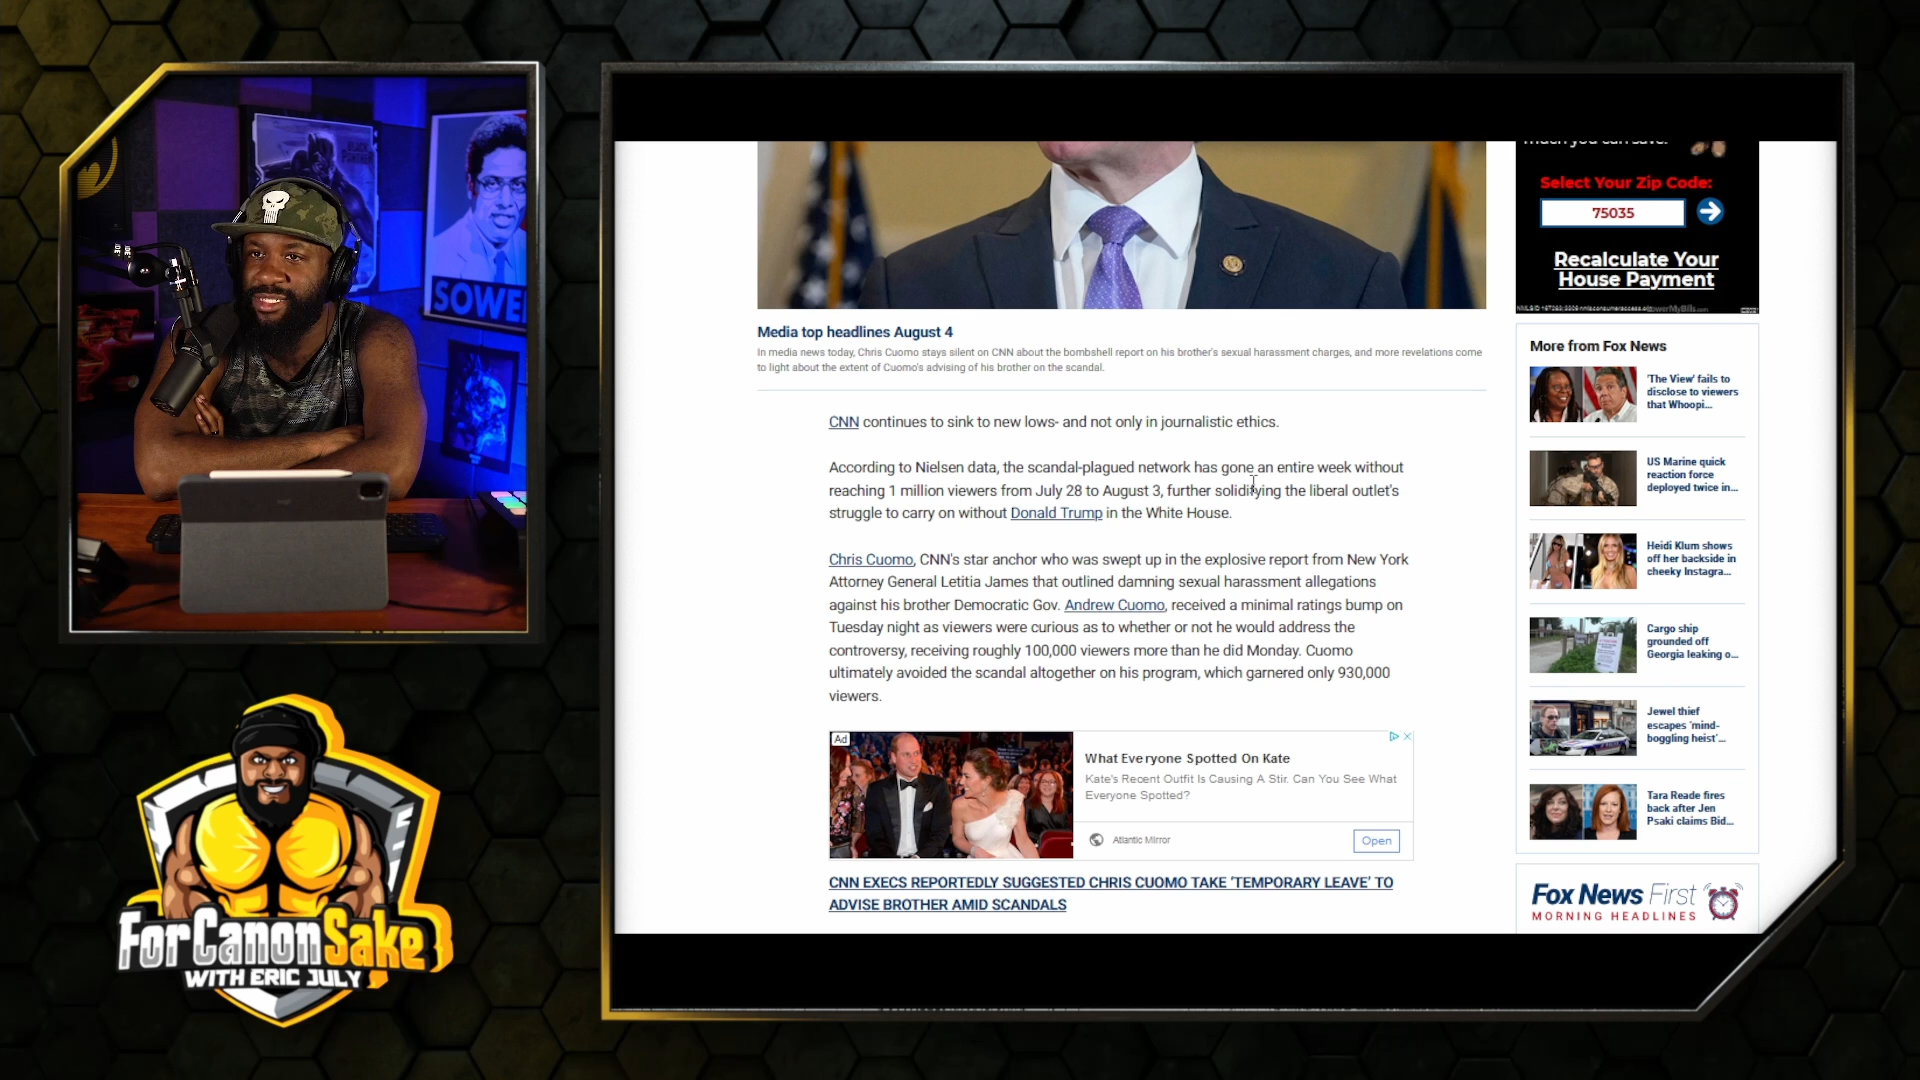 BLACK PANTHER
SOWE
ForCanonSake
WITH ERIC JULY
much you can save.
Select Your Zip Code:
75035
Recalculate Your
House Payment
Media top headlines August 4
In media news today, Chris Cuomo stays silent on CNN about the bombshell report on his brother's sexual harassment charges, and more revelations come
to light about the extent of Cuomo's advising of his brother on the scandal.
CNN continues to sink to new lows- and not only in journalistic ethics.
According to Nielsen data, the scandal-plagued network has gone an entire week without
reaching 1 million viewers from July 28 to August 3, further solidifying the liberal outlet's
struggle to carry on without Donald Trump in the White House.
Chris Cuomo, CNN's star anchor who was swept up in the explosive report from New York
Attorney General Letitia James that outlined damning sexual harassment allegations
against his brother Democratic Gov. Andrew Cuomo, received a minimal ratings bump on
Tuesday night as viewers were curious as to whether or not he would address the
controversy, receiving roughly 100,000 viewers more than he did Monday. Cuomo
ultimately avoided the scandal altogether on his program, which garnered only 930,000
viewers.
Ad
What Everyone Spotted On Kate
Kate's Recent Outfit Is Causing A Stir. Can You See What
Everyone Spotted?
Atlantic Mirror
Open
CNN EXECS REPORTEDLY SUGGESTED CHRIS CUOMO TAKE 'TEMPORARY LEAVE' TO
ADVISE BROTHER AMID SCANDALS
More from Fox News
'The View' fails to
disclose to viewers
that Whoopi...
US Marine quick
reaction force
deployed twice in...
Heidi Klum shows
off her backside in
cheeky Instagra...
Cargo ship
grounded off
Georgia leaking o...
Jewel thief
escapes 'mind-
boggling heist'...
Tara Reade fires
back after Jen
Psaki claims Bid...
Fox News First
MORNING HEADLINES